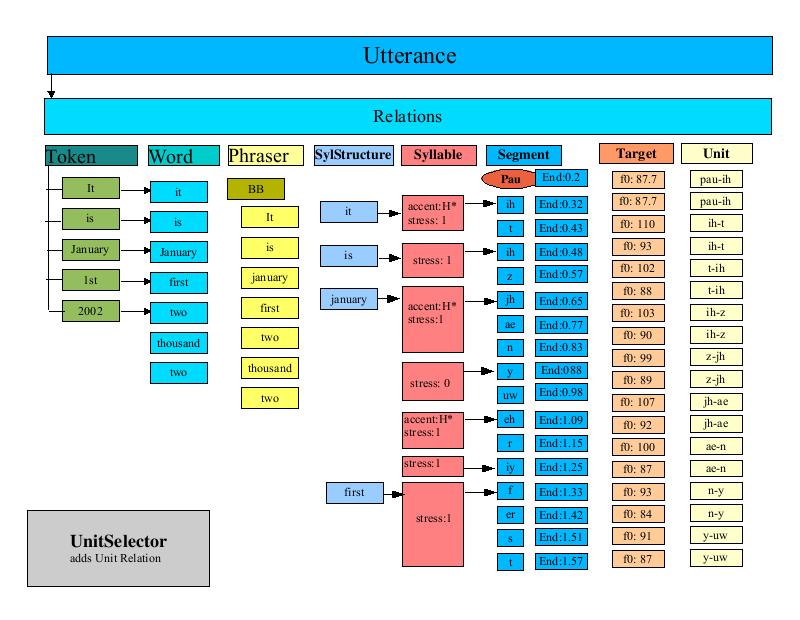 Utterance
Relations
Token
It
is
January
1st
2002
Word
it
is
January
first
two
thousand
two
Phraser
BB
It
is
january
first
two
thousand
two
SylStructure
it
is
january
first
Syllable
accent:H*
stress: 1
stress: 1
accent:H*
stress:1
stress: 0
accent:H*
stress:1
stress:1
stress:1
Segment
Pau End:0.2
ih End:0.32
t End:0.43
ih End:0.48
z End:0.57
jh End:0.65
ae End:0.77
n End:0.83
y End:088
uw End:0.98
eh End:1.09
r End:1.15
iy End:1.25
f End:1.33
er End:1.42
s End:1.51
t End:1.57
Target
f0: 87.7
f0: 87.7
f0: 110
f0: 93
f0: 102
f0: 88
f0: 103
f0: 90
f0: 99
f0: 89
f0: 107
f0: 92
f0: 100
f0: 87
f0: 93
f0: 84
f0: 91
f0: 87
Unit
pau-ih
pau-ih
ih-t
ih-t
t-ih
t-ih
ih-z
ih-z
z-jh
z-jh
jh-ae
jh-ae
ae-n
ae-n
n-y
n-y
y-uw
y-uw
UnitSelector
adds Unit Relation